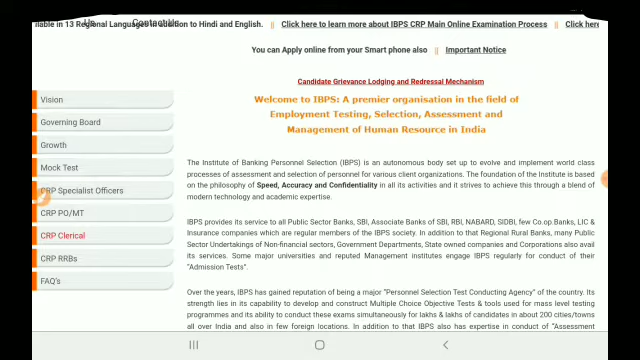 ilable in 13 Regional Languages in addition to Hindi and English. || Click here to learn more about IBPS CRP Main Online Examination Process || Click here
Us Contact Us
You can Apply online from your Smart phone also || Important Notice
Candidate Grievance Lodging and Redressal Mechanism
Welcome to IBPS: A premier organisation in the field of
Employment Testing, Selection, Assessment and
Management of Human Resource in India
Vision
Governing Board
Growth
Mock Test
CRP Specialist Officers
CRP PO/MT
CRP Clerical
CRP RRBs
FAQ's
The Institute of Banking Personnel Selection (IBPS) is an autonomous body set up to evolve and implement world class
processes of assessment and selection of personnel for various client organizations. The foundation of the Institute is based
on the philosophy of Speed, Accuracy and Confidentiality in all its activities and it strives to achieve this through a blend of
modern technology and academic expertise.
IBPS provides its service to all Public Sector Banks, SBI, Associate Banks of SBI, RBI, NABARD, SIDBI, few Co.op.Banks, LIC &
Insurance companies which are regular members of the IBPS society. In addition to that Regional Rural Banks, many Public
Sector Undertakings of Non-financial sectors, Government Departments, State owned companies and Corporations also avail
its services. Some major universities and reputed Management institutes engage IBPS regularly for conduct of their
"Admission Tests".
Over the years, IBPS has gained reputation of being a major "Personnel Selection Test Conducting Agency" of the country. Its
strength lies in its capability to develop and construct Multiple Choice Objective Tests & tools used for mass level testing
programmes and its ability to conduct these exams simultaneously for lakhs & lakhs of candidates in about 200 cities/towns
all over India and also in few foreign locations. In addition to that IBPS also has expertise in conduct of "Assessment